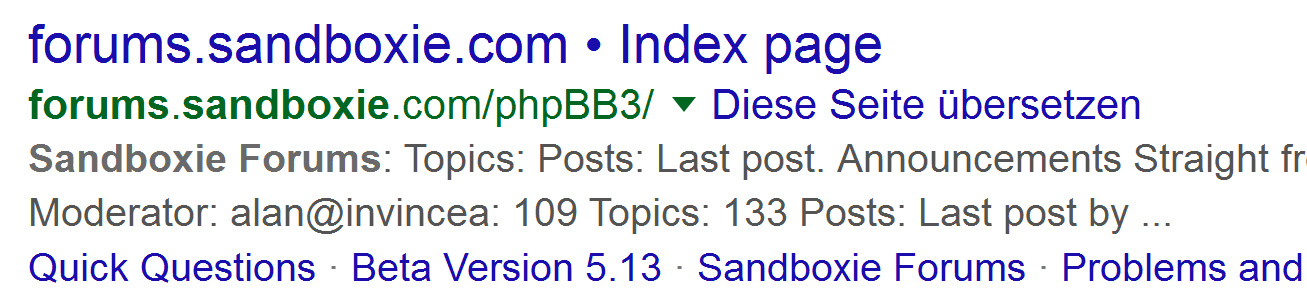 forums.sandboxie.com • Index page
forums.sandboxie.com/phpBB3/ ▼ Diese Seite übersetzen
Sandboxie Forums: Topics: Posts: Last post. Announcements Straight
Moderator: alan@invincea: 109 Topics: 133 Posts: Last post by ...
Quick Questions · Beta Version 5.13 · Sandboxie Forums · Problems and